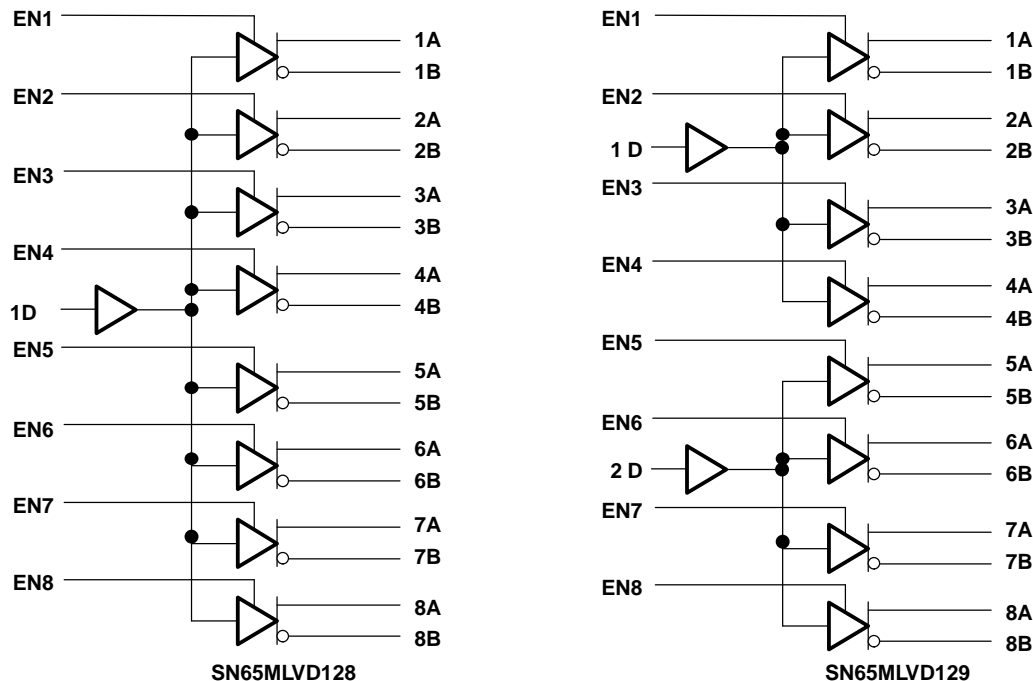 EN1
1A
1B
EN2
2A
2B
EN3
3A
3B
EN4
4A
4B
1D
EN5
5A
5B
EN6
6A
6B
EN7
7A
7B
EN8
8A
8B
SN65MLVD128
EN1
1A
1B
EN2
2A
1 D
2B
EN3
3A
3B
EN4
4A
4B
EN5
5A
5B
EN6
6A
2 D
6B
EN7
7A
7B
EN8
8A
8B
SN65MLVD129